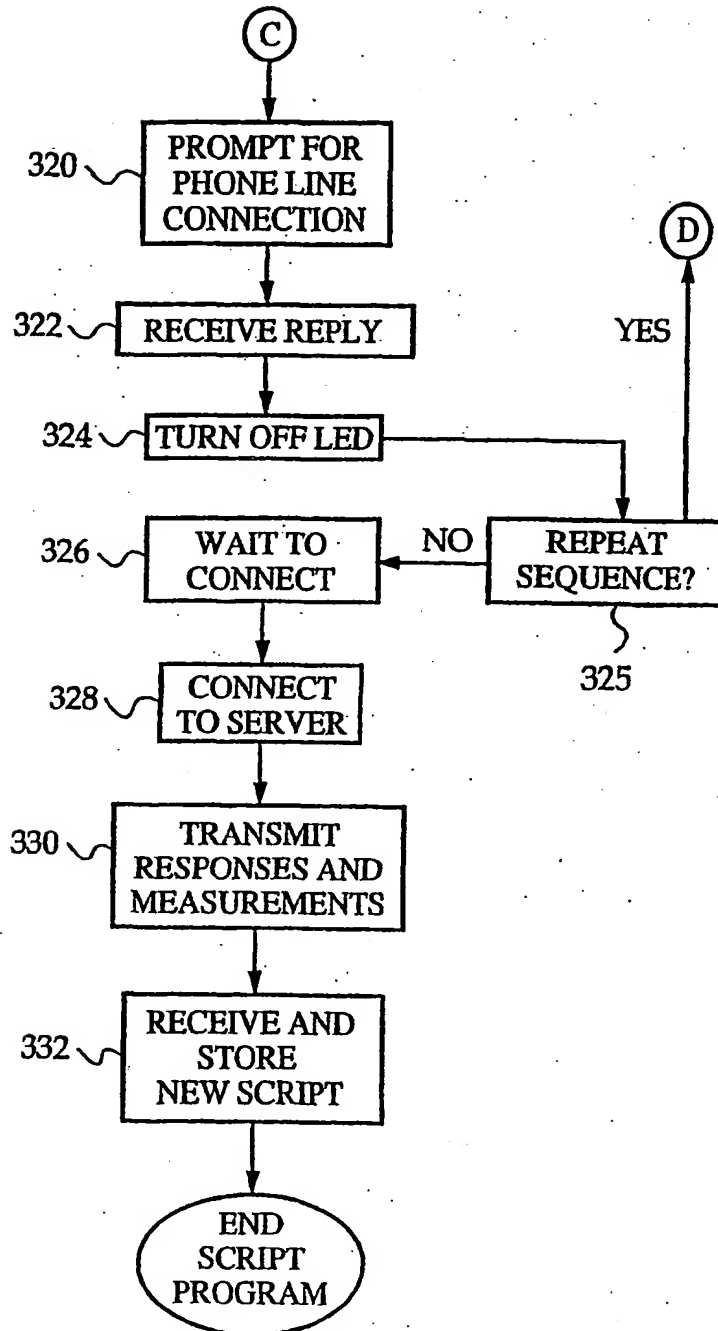 C
320
PROMPT FOR
PHONE LINE
CONNECTION
D
322
RECEIVE REPLY
YES
324
TURN OFF LED
326
WAIT TO
CONNECT
NO
REPEAT
SEQUENCE?
325
328
CONNECT
TO SERVER
330
TRANSMIT
RESPONSES AND
MEASUREMENTS
332
RECEIVE AND
STORE
NEW SCRIPT
END
SCRIPT
PROGRAM